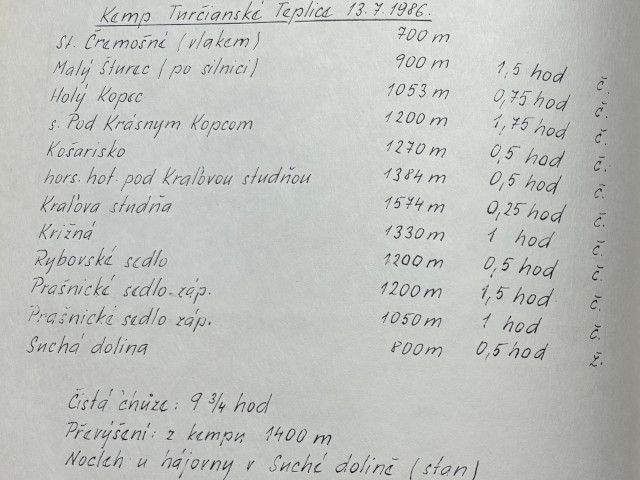 Kemp Turčianské Teplice 13.7.1986.
St. Čremošné (vlakem) 700 m
Malý Šturec (po silnici) 900 m 1,5 hod č.
Holý Kopec 1053 m 0,75 hod č.
s. Pod Krásnym Kopcom 1200 m 1,75 hod č.
Košarisko 1270 m 0,5 hod č.
hors. hot. pod Kraľovou studňou 1384 m 0,5 hod č.
Kraľova studňa 1574 m 0,25 hod č.
Križná 1330 m 1 hod č.
Rybovské sedlo 1200 m 0,5 hod č.
Prašnické sedlo záp. 1200 m 1,5 hod č.
Prašnické sedlo záp. 1050 m 1 hod č.
Suchá dolina 800 m 0,5 hod ž.
Čistá chůze: 9 3/4 hod
Převýšení: z kempu 1400 m
Nocleh u hájovny v Suché dolině (stan)